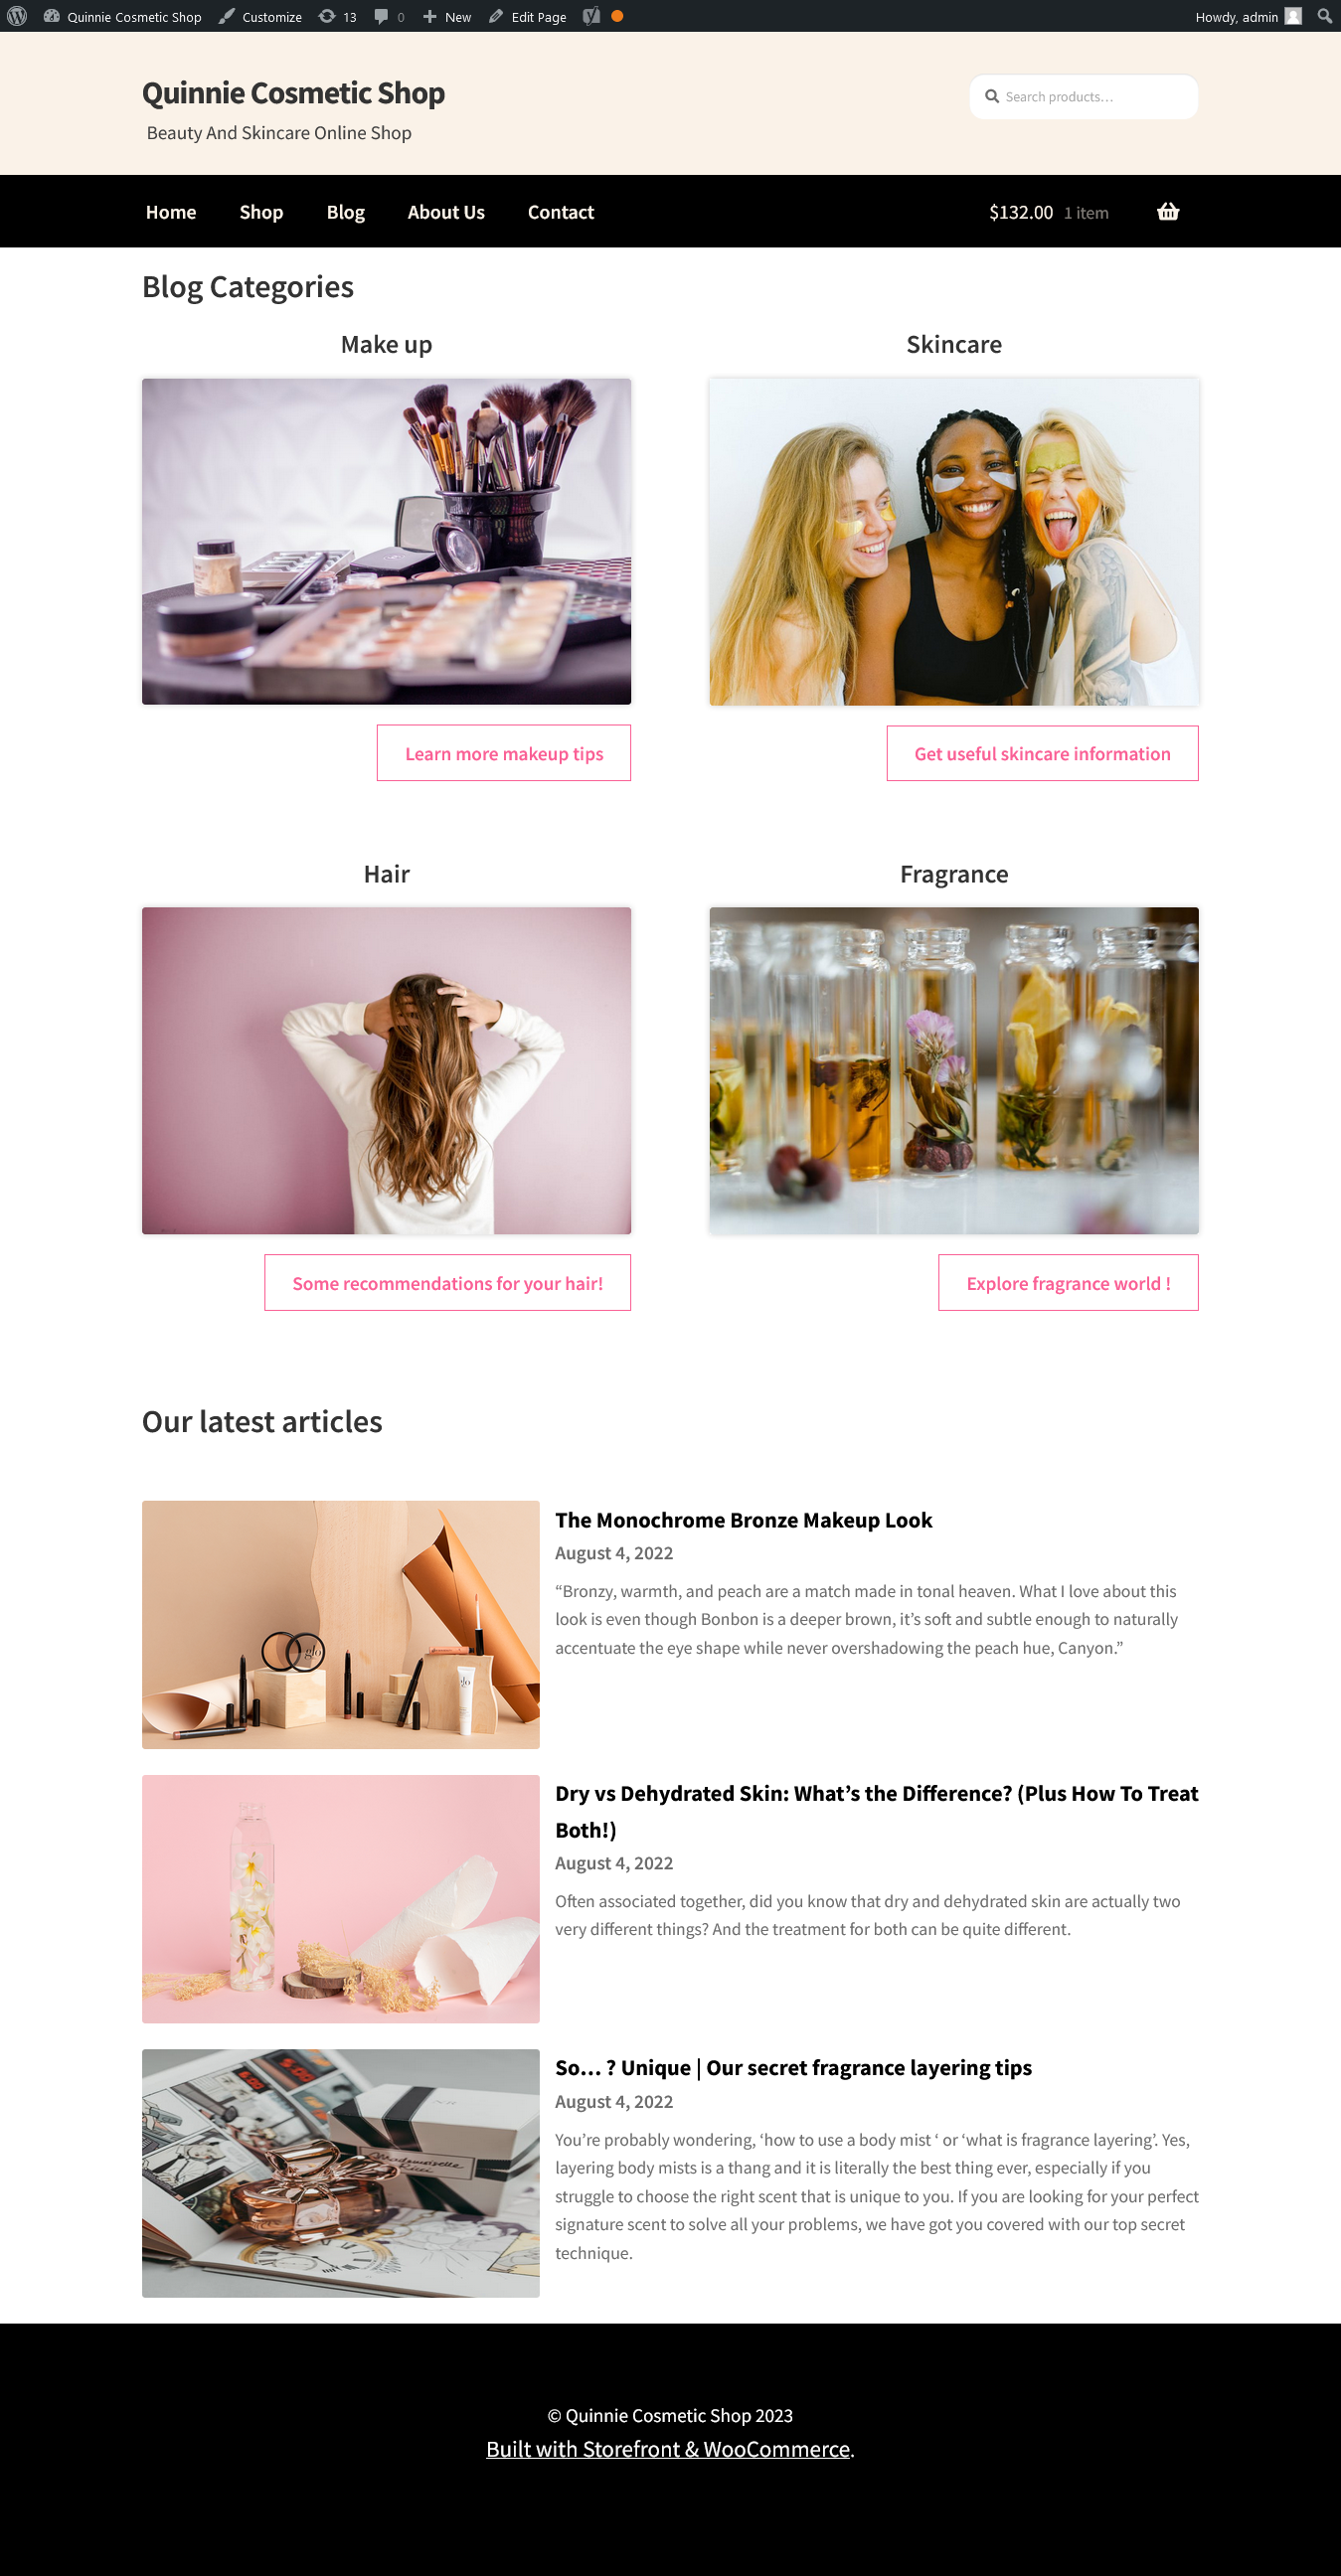 Quinnie Cosmetic Shop Customize 13 0 New Edit Page Howdy, admin
Quinnie Cosmetic Shop
Search products...
Beauty And Skincare Online Shop
Home Shop Blog About Us Contact $132.00 1 item
Blog Categories
Make up
Skincare
Learn more makeup tips
Get useful skincare information
Hair
Fragrance
Some recommendations for your hair!
Explore fragrance world !
Our latest articles
glo
glo
The Monochrome Bronze Makeup Look
August 4, 2022
“Bronzy, warmth, and peach are a match made in tonal heaven. What I love about this
look is even though Bonbon is a deeper brown, it’s soft and subtle enough to naturally
accentuate the eye shape while never overshadowing the peach hue, Canyon.”
Dry vs Dehydrated Skin: What’s the Difference? (Plus How To Treat
Both!)
August 4, 2022
Often associated together, did you know that dry and dehydrated skin are actually two
very different things? And the treatment for both can be quite different.
So… ? Unique | Our secret fragrance layering tips
August 4, 2022
You’re probably wondering, ‘how to use a body mist ‘ or ‘what is fragrance layering’. Yes,
layering body mists is a thang and it is literally the best thing ever, especially if you
struggle to choose the right scent that is unique to you. If you are looking for your perfect
signature scent to solve all your problems, we have got you covered with our top secret
technique.
© Quinnie Cosmetic Shop 2023
Built with Storefront & WooCommerce.